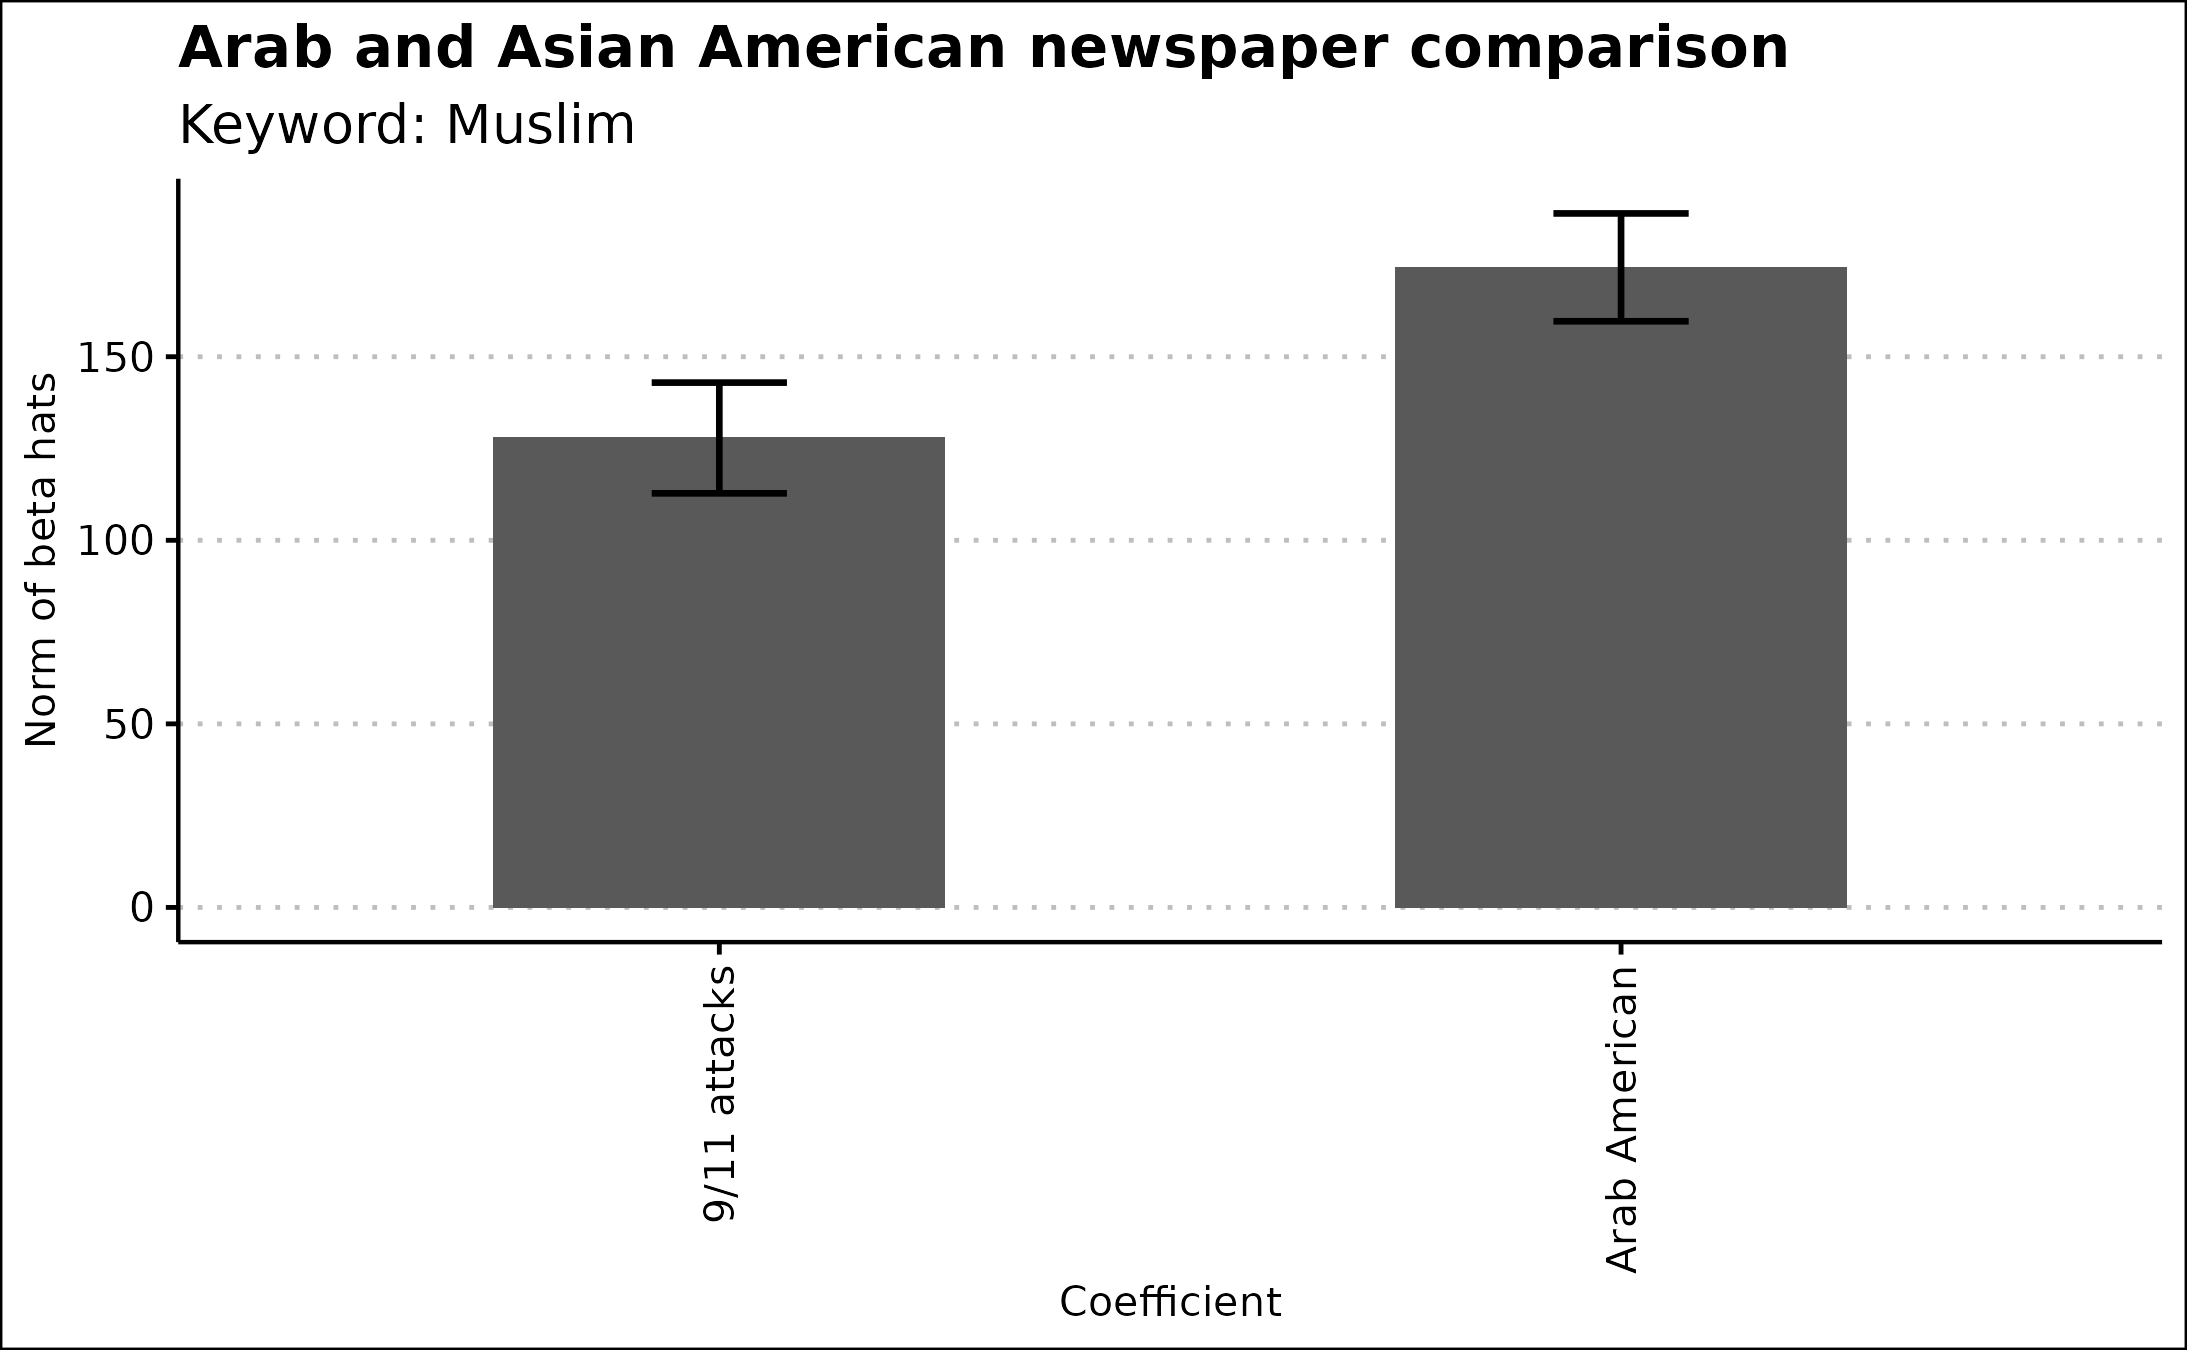 Arab and Asian American newspaper comparison
Keyword: Muslim
Norm of beta hats
150
100
50
0
9/11 attacks
Arab American
Coefficient